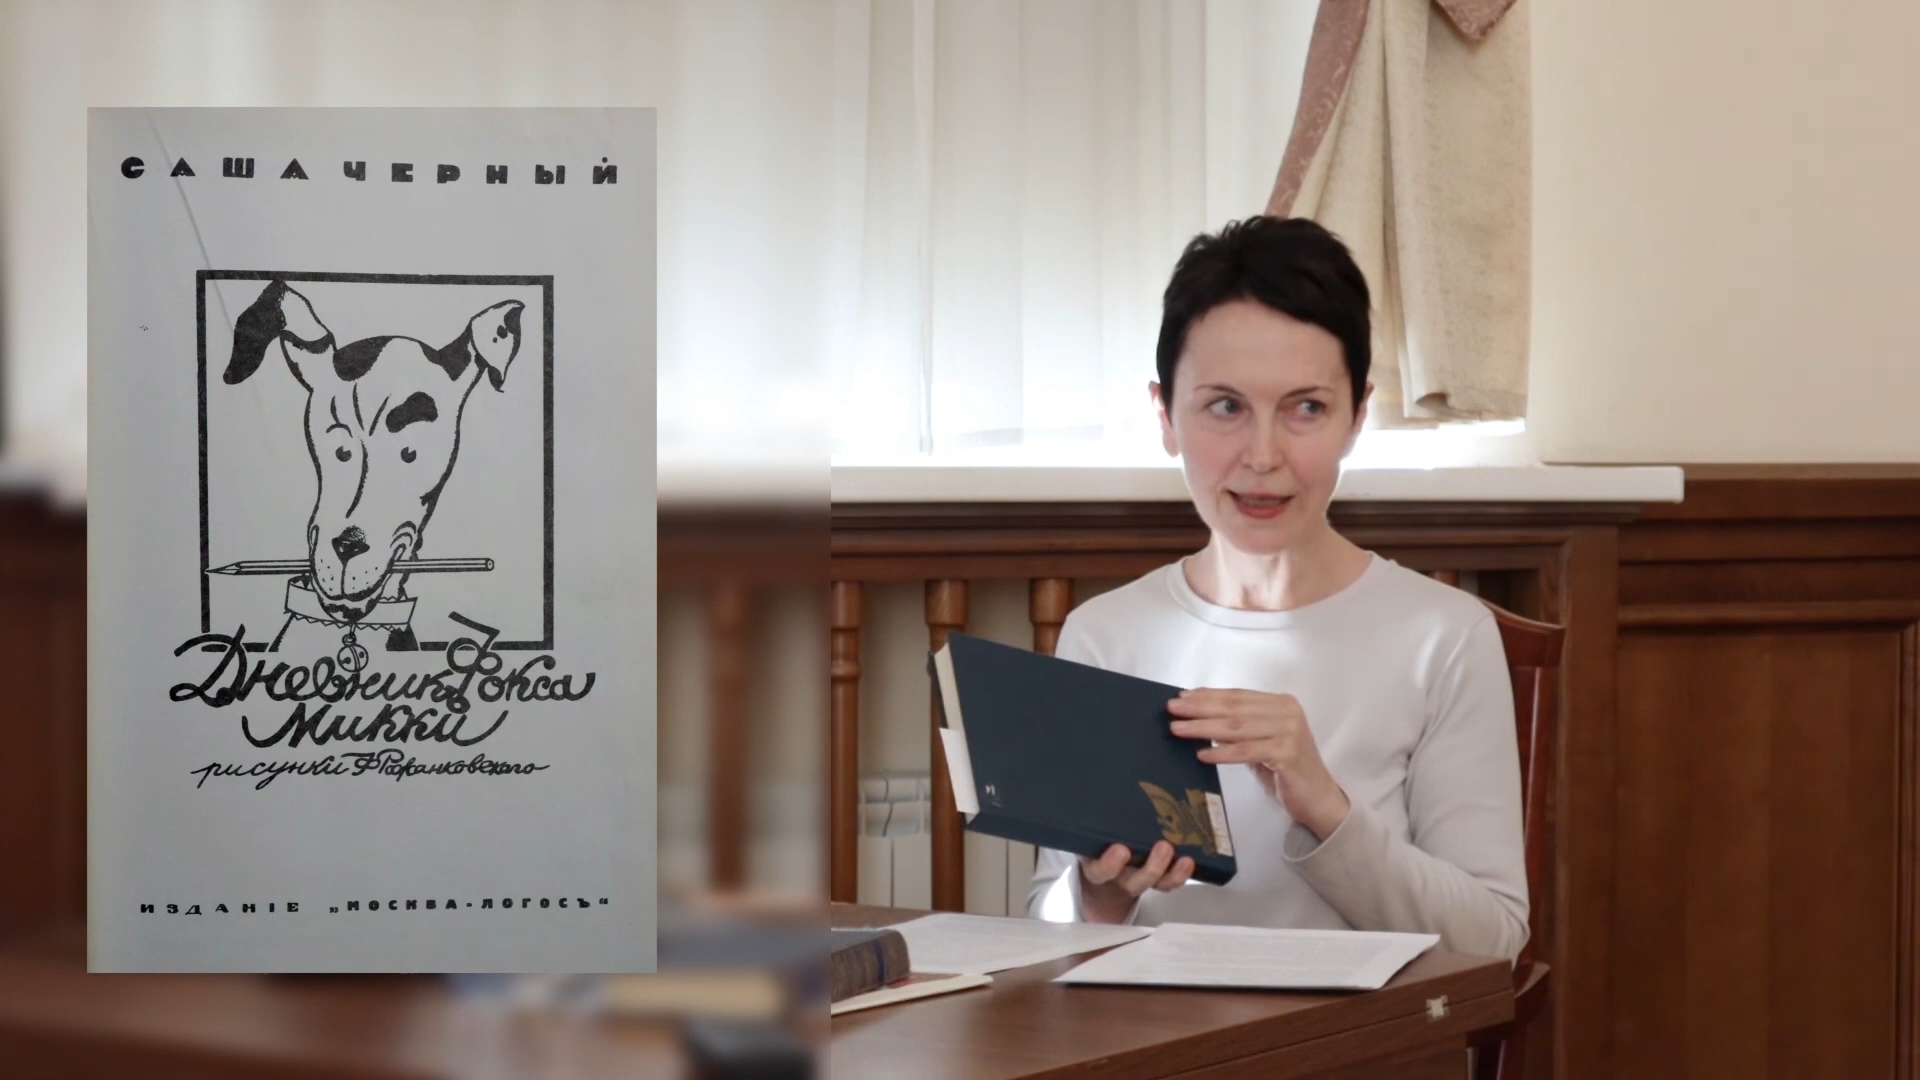 САША ЧЕРНЫЙ
Дневник Фокса
Микки
рисунки Ф Рожанковского
ИЗДАНІЕ „МОСКВА-ЛОГОСЪ“